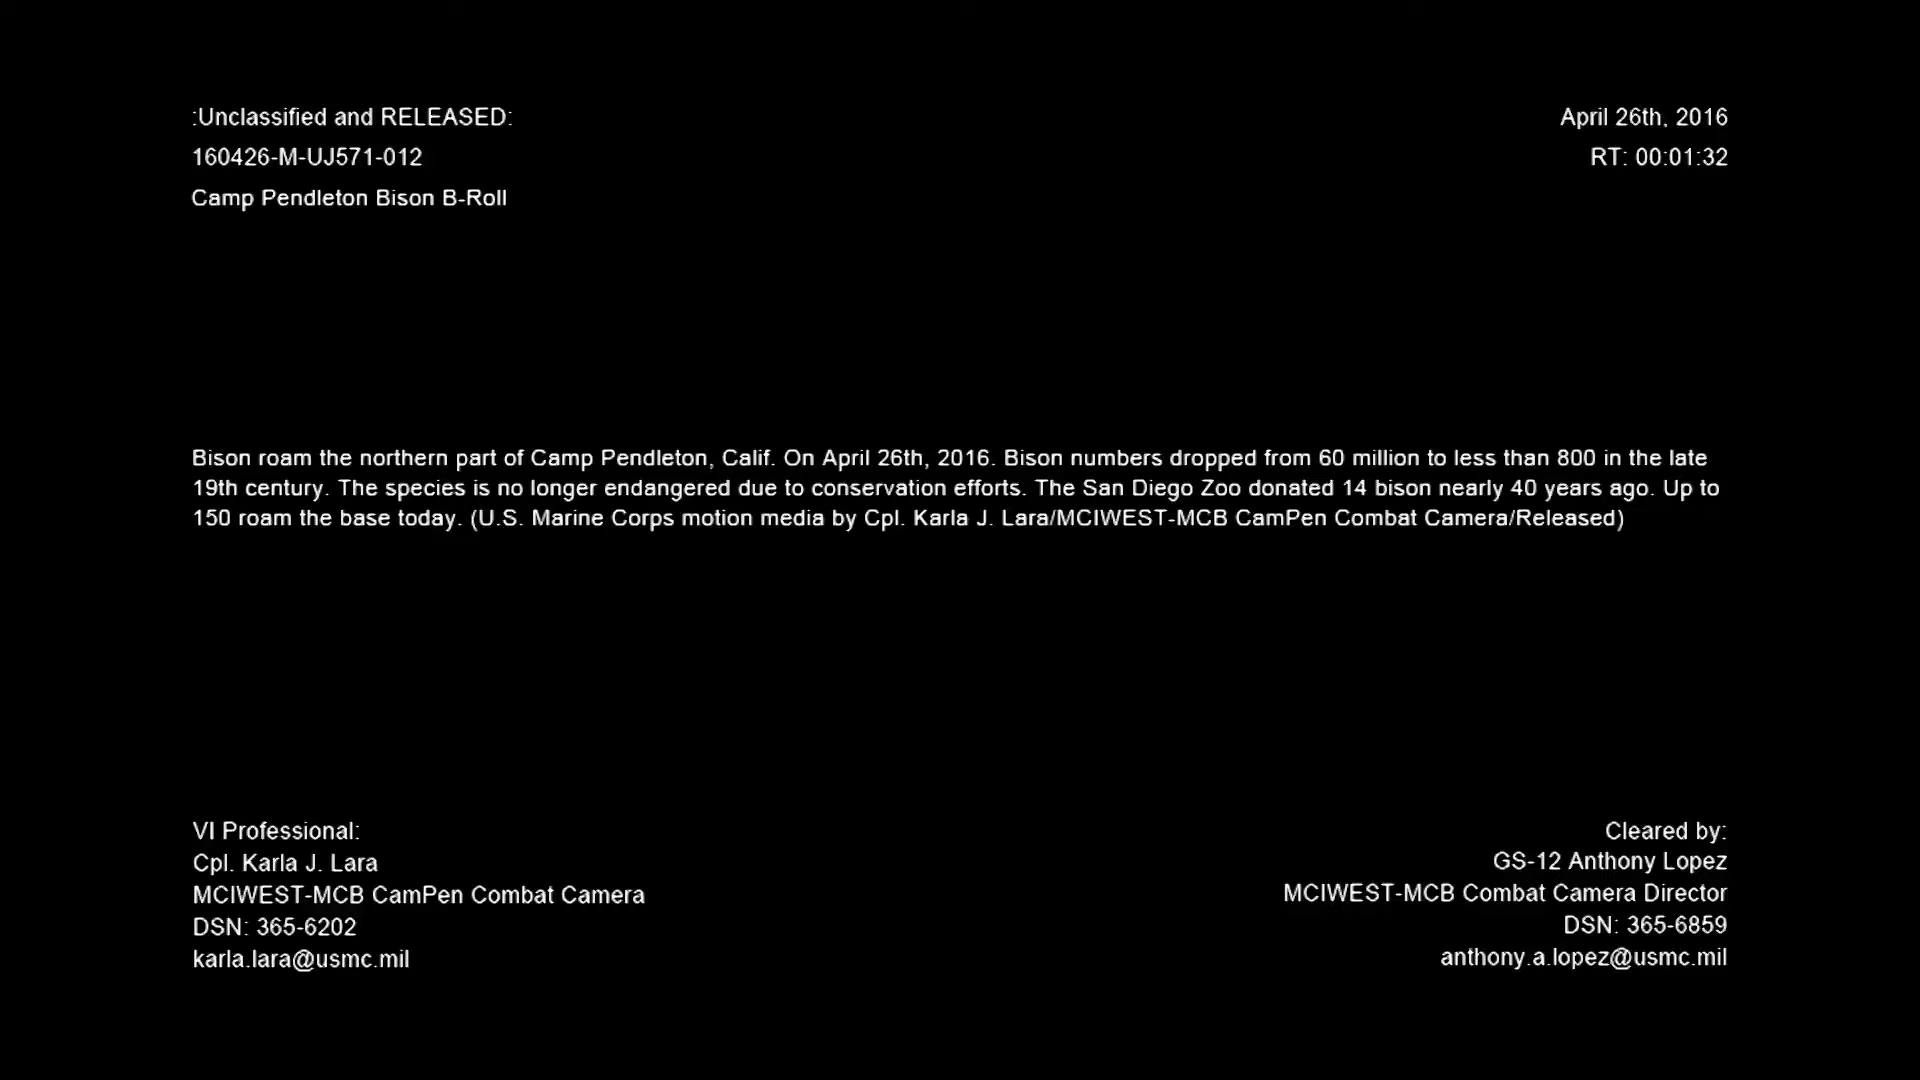 :Unclassified and RELEASED:
April 26th, 2016
160426-M-UJ571-012
RT: 00:01:32
Camp Pendleton Bison B-Roll
Bison roam the northern part of Camp Pendleton, Calif. On April 26th, 2016. Bison numbers dropped from 60 million to less than 800 in the late
19th century. The species is no longer endangered due to conservation efforts. The San Diego Zoo donated 14 bison nearly 40 years ago. Up to
150 roam the base today. (U.S. Marine Corps motion media by Cpl. Karla J. Lara/MCIWEST-MCB CamPen Combat Camera/Released)
VI Professional:
Cpl. Karla J. Lara
MCIWEST-MCB CamPen Combat Camera
DSN: 365-6202
karla.lara@usmc.mil
Cleared by:
GS-12 Anthony Lopez
MCIWEST-MCB Combat Camera Director
DSN: 365-6859
anthony.a.lopez@usmc.mil